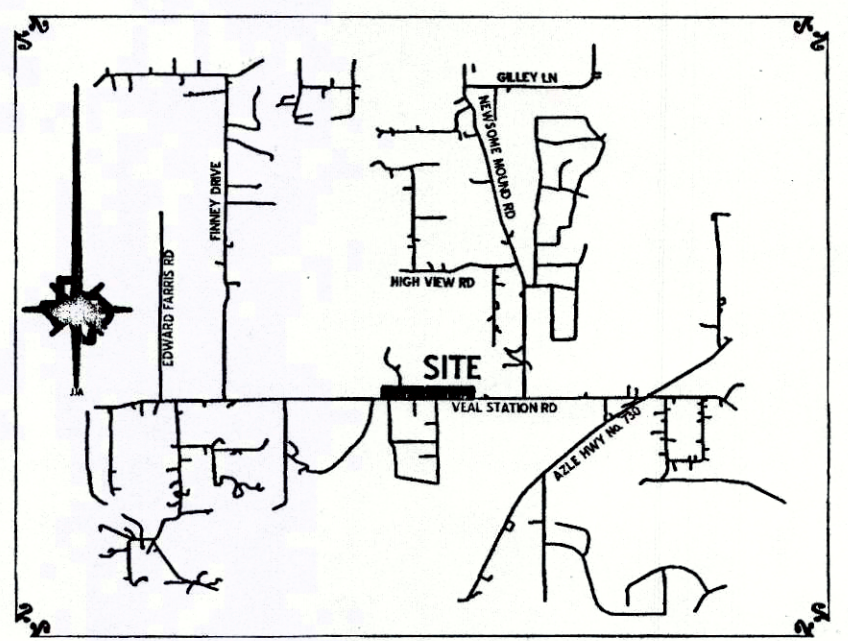 GILLEY LN
NEWSOME MOUND RD
FINNEY DRIVE
EDWARD FARRIS RD
HIGH VIEW RD
SITE
VEAL STATION RD
AZLE HWY No. 730